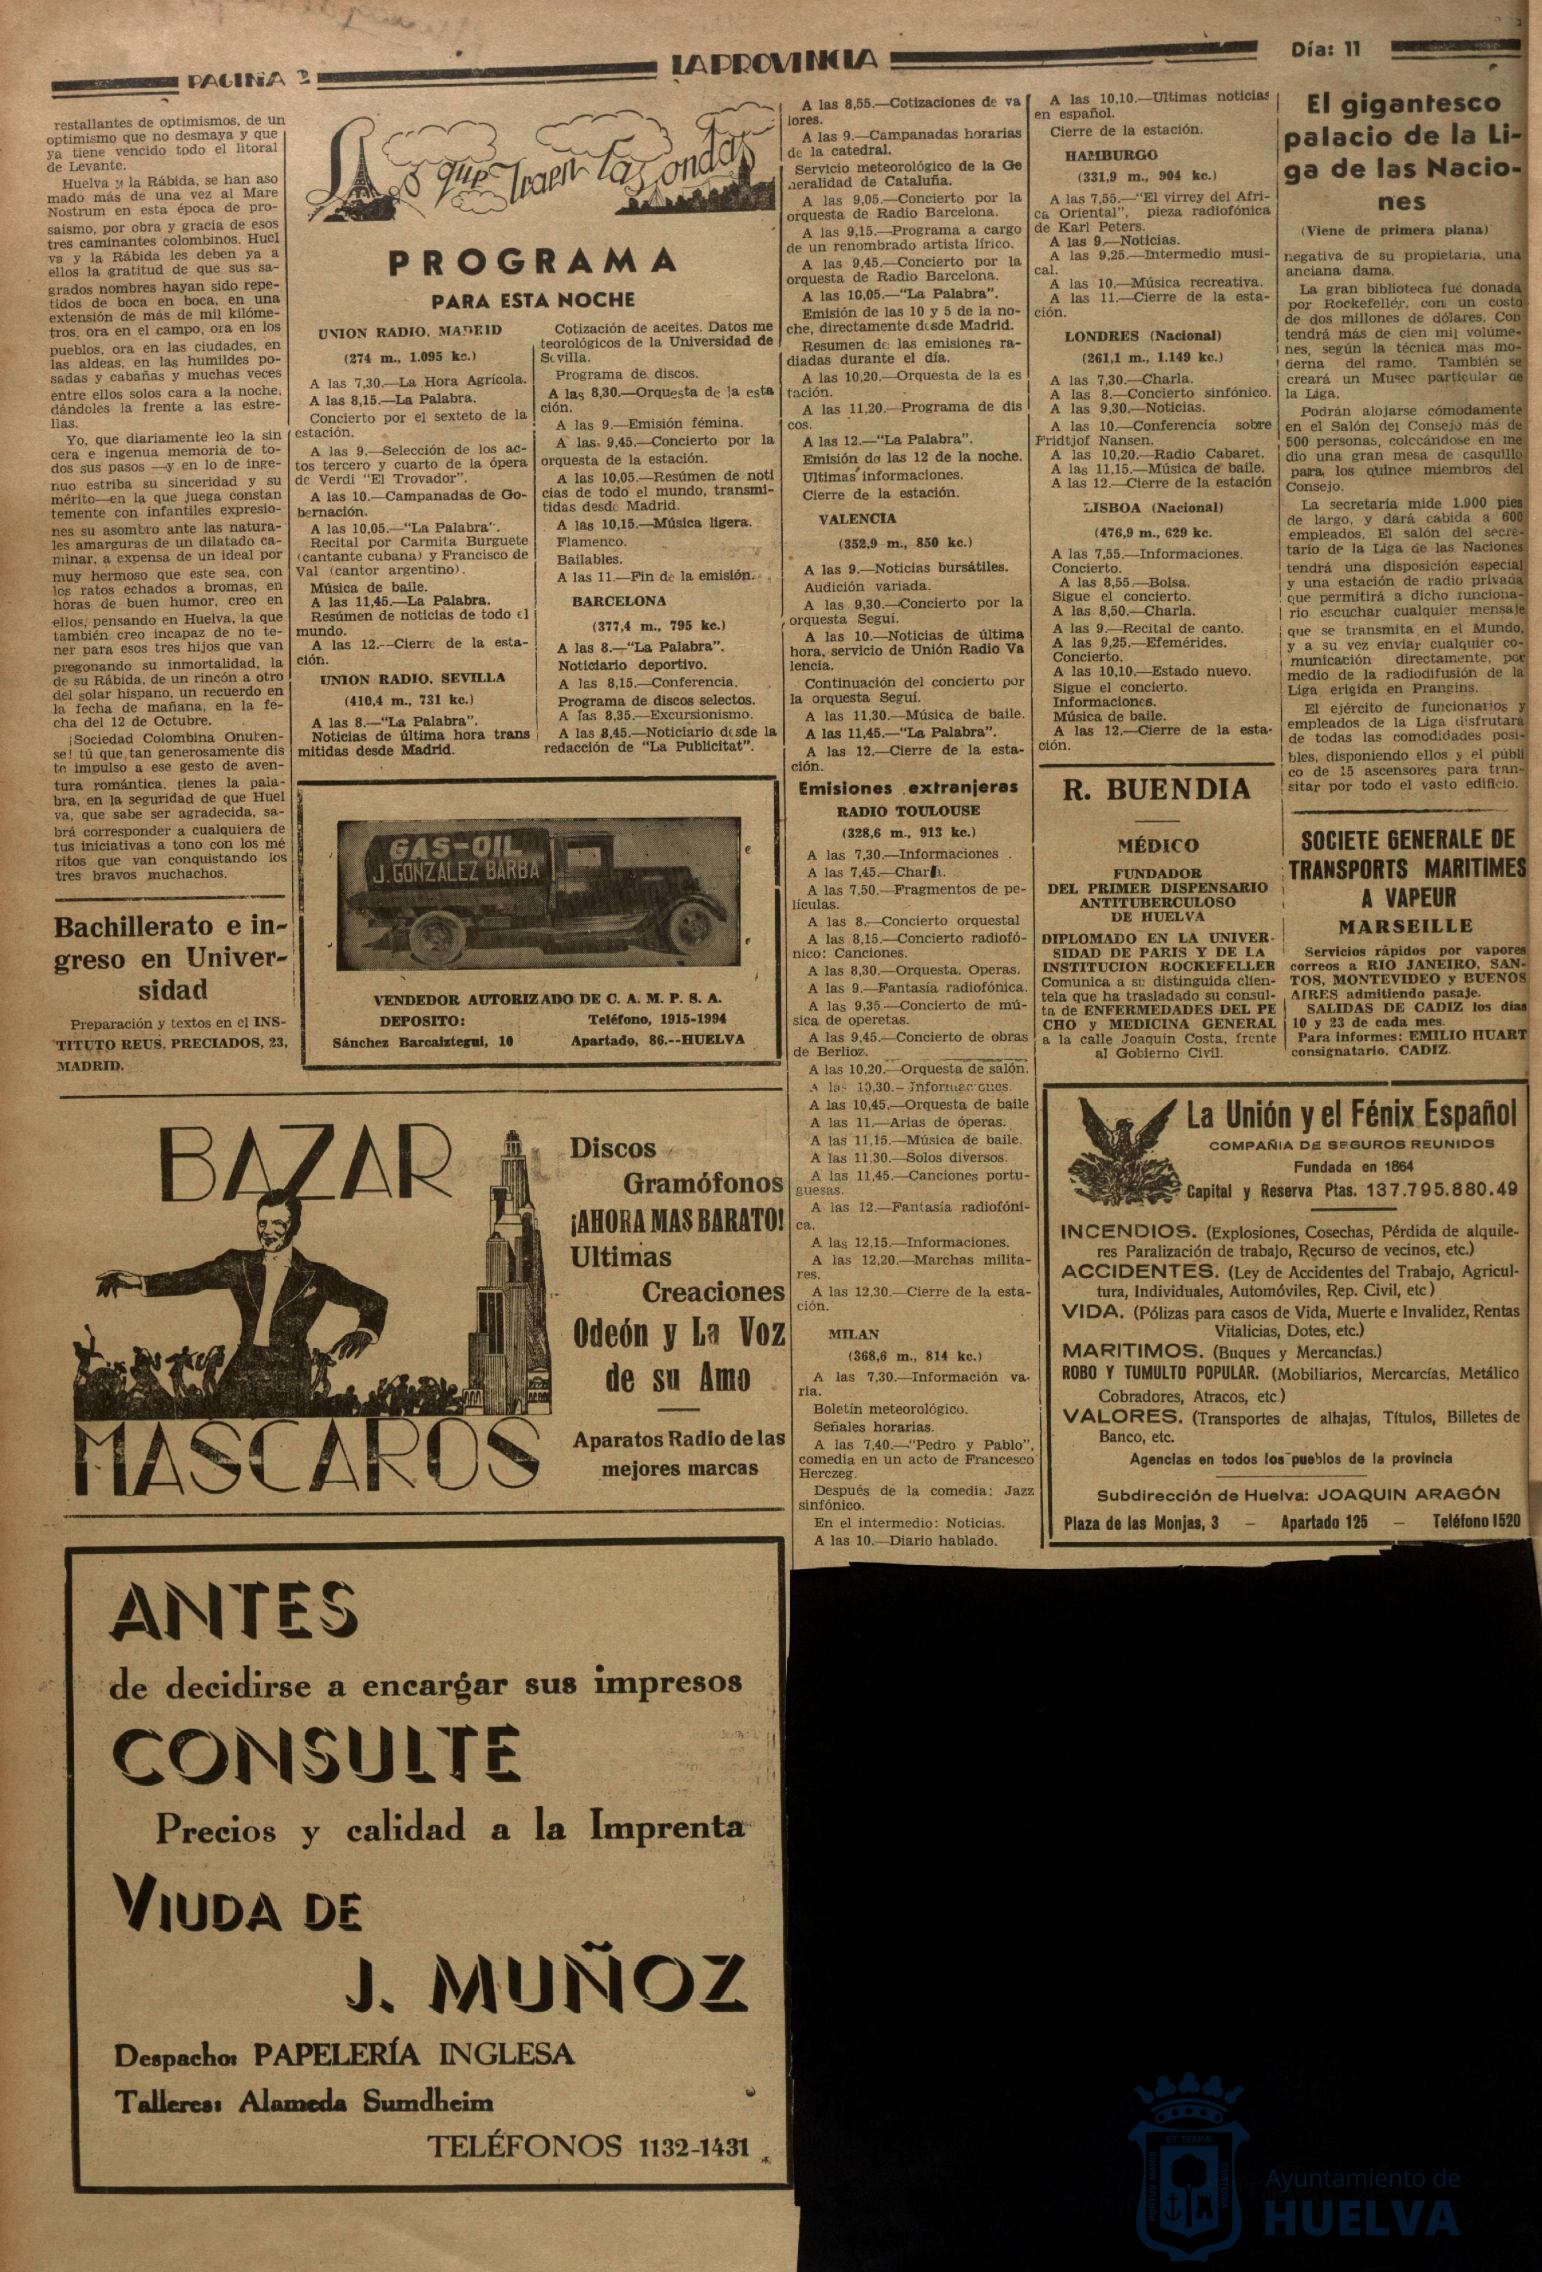 PAGINA 2
LA PROVINCIA
Día: 11
restallantes de optimismos, de un
optimismo que no desmaya y que
ya tiene vencido todo el litoral
de Levante.
Huelva y la Rábida, se han aso
mado más de una vez al Mare
Nostrum en esta época de pro-
saismo, por obra y gracia de esos
tres caminantes colombinos. Huel
va y la Rábida les deben ya a
ellos la gratitud de que sus sa-
grados nombres hayan sido repe-
tidos de boca en boca, en una
extensión de más de mil kilóme-
tros, ora en el campo, ora en los
pueblos, ora en las ciudades, en
las aldeas, en las humildes po-
sadas y cabañas y muchas veces
entre ellos solos cara a la noche,
dándoles la frente a las estre-
llas.
Yo, que diariamente leo la sin
cera e ingenua memoria de to-
dos sus pasos —y en lo de inge-
nuo estriba su sinceridad y su
mérito—en la que juega constan
temente con infantiles expresio-
nes su asombro ante las natura-
les amarguras de un dilatado ca-
minar, a expensa de un ideal por
muy hermoso que este sea, con
los ratos echados a bromas, en
horas de buen humor, creo en
ellos, pensando en Huelva, la que
también creo incapaz de no te-
ner para esos tres hijos que van
pregonando su inmortalidad, la
de su Rábida, de un rincón a otro
del solar hispano, un recuerdo en
la fecha de mañana, en la fe-
cha del 12 de Octubre.
¡Sociedad Colombina Onuben-
se! tú que tan generosamente dis
te impulso a ese gesto de aven-
tura romántica, tienes la pala-
bra, en la seguridad de que Huel
va, que sabe ser agradecida, sa-
brá corresponder a cualquiera de
tus iniciativas a tono con los mé
ritos que van conquistando los
tres bravos muchachos.
Bachillerato e in-
greso en Univer-
sidad
Preparación y textos en el INS-
TITUTO REUS, PRECIADOS, 23,
MADRID.
Lo que traen las ondas
PROGRAMA
PARA ESTA NOCHE
UNION RADIO. MADRID
(274 m., 1.095 kc.)
A las 7,30.—La Hora Agrícola.
A las 8,15.—La Palabra.
Concierto por el sexteto de la
estación.
A las 9.—Selección de los ac-
tos tercero y cuarto de la ópera
de Verdi "El Trovador".
A las 10.—Campanadas de Go-
bernación.
A las 10,05.—"La Palabra".
Recital por Carmita Burguete
(cantante cubana) y Francisco de
Val (cantor argentino).
Música de baile.
A las 11,45.—La Palabra.
Resúmen de noticias de todo el
mundo.
A las 12.—Cierre de la esta-
ción.
UNION RADIO. SEVILLA
(410,4 m., 731 kc.)
A las 8.—"La Palabra".
Noticias de última hora trans
mitidas desde Madrid.
Cotización de aceites. Datos me
teorológicos de la Universidad de
Sevilla.
Programa de discos.
A las 8,30.—Orquesta de la esta
ción.
A las 9.—Emisión fémina.
A las 9,45.—Concierto por la
orquesta de la estación.
A las 10,05.—Resúmen de noti
cias de todo el mundo, transmi-
tidas desde Madrid.
A las 10,15.—Música ligera.
Flamenco.
Bailables.
A las 11.—Fin de la emisión.
BARCELONA
(377,4 m., 795 kc.)
A las 8.—"La Palabra".
Noticiario deportivo.
A las 8,15.—Conferencia.
Programa de discos selectos.
A las 8,35.—Excursionismo.
A las 8,45.—Noticiario desde la
redacción de "La Publicitat".
GAS-OIL
J. GONZALEZ BARBA
VENDEDOR AUTORIZADO DE C. A. M. P. S. A.
DEPOSITO: Teléfono, 1915-1994
Sánchez Barcaiztegui, 10 Apartado, 86.--HUELVA
BAZAR
MASCAROS
Discos
Gramófonos
¡AHORA MAS BARATO!
Ultimas
Creaciones
Odeón y La Voz
de su Amo
Aparatos Radio de las
mejores marcas
ANTES
de decidirse a encargar sus impresos
CONSULTE
Precios y calidad a la Imprenta
VIUDA DE
J. MUÑOZ
Despacho: PAPELERÍA INGLESA
Talleres: Alameda Sumdheim
TELÉFONOS 1132-1431
A las 8,55.—Cotizaciones de va
lores.
A las 9.—Campanadas horarias
de la catedral.
Servicio meteorológico de la Ge
neralidad de Cataluña.
A las 9,05.—Concierto por la
orquesta de Radio Barcelona.
A las 9,15.—Programa a cargo
de un renombrado artista lírico.
A las 9,45.—Concierto por la
orquesta de Radio Barcelona.
A las 10,05.—"La Palabra".
Emisión de las 10 y 5 de la no-
che, directamente desde Madrid.
Resumen de las emisiones ra-
diadas durante el día.
A las 10,20.—Orquesta de la es
tación.
A las 11,20.—Programa de dis
cos.
A las 12.—"La Palabra".
Emisión de las 12 de la noche.
Ultimas informaciones.
Cierre de la estación.
VALENCIA
(352,9 m., 850 kc.)
A las 9.—Noticias bursátiles.
Audición variada.
A las 9,30.—Concierto por la
orquesta Seguí.
A las 10.—Noticias de última
hora, servicio de Unión Radio Va
lencia.
Continuación del concierto por
la orquesta Seguí.
A las 11,30.—Música de baile.
A las 11,45.—"La Palabra".
A las 12.—Cierre de la esta-
ción.
Emisiones extranjeras
RADIO TOULOUSE
(328,6 m., 913 kc.)
A las 7,30.—Informaciones.
A las 7,45.—Charla.
A las 7,50.—Fragmentos de pe-
lículas.
A las 8.—Concierto orquestal
A las 8,15.—Concierto radiofó-
nico: Canciones.
A las 8,30.—Orquesta. Operas.
A las 9.—Fantasía radiofónica.
A las 9,35.—Concierto de mú-
sica de operetas.
A las 9,45.—Concierto de obras
de Berlioz.
A las 10,20.—Orquesta de salón.
A las 10,30.—Informaciones.
A las 10,45.—Orquesta de baile
A las 11.—Arias de óperas.
A las 11,15.—Música de baile.
A las 11,30.—Solos diversos.
A las 11,45.—Canciones portu-
guesas.
A las 12.—Fantasía radiofóni-
ca.
A las 12,15.—Informaciones.
A las 12,20.—Marchas milita-
res.
A las 12,30.—Cierre de la esta-
ción.
MILAN
(368,6 m., 814 kc.)
A las 7,30.—Información va-
ria.
Boletín meteorológico.
Señales horarias.
A las 7,40.—"Pedro y Pablo",
comedia en un acto de Francesco
Herczeg.
Después de la comedia: Jazz
sinfónico.
En el intermedio: Noticias.
A las 10.—Diario hablado.
A las 10,10.—Ultimas noticias
en español.
Cierre de la estación.
HAMBURGO
(331,9 m., 904 kc.)
A las 7,55.—"El virrey del Afri-
ca Oriental", pieza radiofónica
de Karl Peters.
A las 9.—Noticias.
A las 9,25.—Intermedio musi-
cal.
A las 10.—Música recreativa.
A las 11.—Cierre de la esta-
ción.
LONDRES (Nacional)
(261,1 m., 1.149 kc.)
A las 7,30.—Charla.
A las 8.—Concierto sinfónico.
A las 9,30.—Noticias.
A las 10.—Conferencia sobre
Fridtjof Nansen.
A las 10,20.—Radio Cabaret.
A las 11,15.—Música de baile.
A las 12.—Cierre de la estación
LISBOA (Nacional)
(476,9 m., 629 kc.
A las 7,55.—Informaciones.
Concierto.
A las 8,55.—Bolsa.
Sigue el concierto.
A las 8,50.—Charla.
A las 9.—Recital de canto.
A las 9,25.—Efemérides.
Concierto.
A las 10,10.—Estado nuevo.
Sigue el concierto.
Informaciones.
Música de baile.
A las 12.—Cierre de la esta-
ción.
R. BUENDIA
MÉDICO
FUNDADOR
DEL PRIMER DISPENSARIO
ANTITUBERCULOSO
DE HUELVA
DIPLOMADO EN LA UNIVER-
SIDAD DE PARIS Y DE LA
INSTITUCION ROCKEFELLER
Comunica a su distinguida clien-
tela que ha trasladado su consul-
ta de ENFERMEDADES DEL PE
CHO y MEDICINA GENERAL
a la calle Joaquín Costa, frente
al Gobierno Civil.
El gigantesco
palacio de la Li-
ga de las Nacio-
nes
(Viene de primera plana)
negativa de su propietaria, una
anciana dama.
La gran biblioteca fué donada
por Rockefeller, con un costo
de dos millones de dólares. Con
tendrá más de cien mil volúme-
nes, según la técnica más mo-
derna del ramo. También se
creará un Museo particular de
la Liga.
Podrán alojarse cómodamente
en el Salón del Consejo más de
500 personas, colocándose en me
dio una gran mesa de casquillo
para los quince miembros del
Consejo.
La secretaría mide 1.900 pies
de largo, y dará cabida a 600
empleados. El salón del secre-
tario de la Liga de las Naciones
tendrá una disposición especial
y una estación de radio privada
que permitirá a dicho funciona-
rio escuchar cualquier mensaje
que se transmita en el Mundo,
y a su vez enviar cualquier co-
municación directamente, por
medio de la radiodifusión de la
Liga erigida en Prangins.
El ejército de funcionarios y
empleados de la Liga disfrutará
de todas las comodidades posi-
bles, disponiendo ellos y el públi
co de 15 ascensores para tran-
sitar por todo el vasto edificio.
SOCIETE GENERALE DE
TRANSPORTS MARITIMES
A VAPEUR
MARSEILLE
Servicios rápidos por vapores
correos a RIO JANEIRO, SAN-
TOS, MONTEVIDEO y BUENOS
AIRES admitiendo pasaje.
SALIDAS DE CADIZ los días
10 y 23 de cada mes.
Para informes: EMILIO HUART
consignatario. CADIZ.
La Unión y el Fénix Español
COMPAÑIA DE SEGUROS REUNIDOS
Fundada en 1864
Capital y Reserva Ptas. 137.795.880.49
INCENDIOS. (Explosiones, Cosechas, Pérdida de alquile-
res Paralización de trabajo, Recurso de vecinos, etc.)
ACCIDENTES. (Ley de Accidentes del Trabajo, Agricul-
tura, Individuales, Automóviles, Rep. Civil, etc)
VIDA. (Pólizas para casos de Vida, Muerte e Invalidez, Rentas
Vitalicias, Dotes, etc.)
MARITIMOS. (Buques y Mercancías.)
ROBO Y TUMULTO POPULAR. (Mobiliarios, Mercarcías, Metálico
Cobradores, Atracos, etc)
VALORES. (Transportes de alhajas, Títulos, Billetes de
Banco, etc.
Agencias en todos los pueblos de la provincia
Subdirección de Huelva: JOAQUIN ARAGÓN
Plaza de las Monjas, 3 — Apartado 125 — Teléfono 1520
ET TERRA
PORTUS MARIS
CUSTODIA
Ayuntamiento de
HUELVA